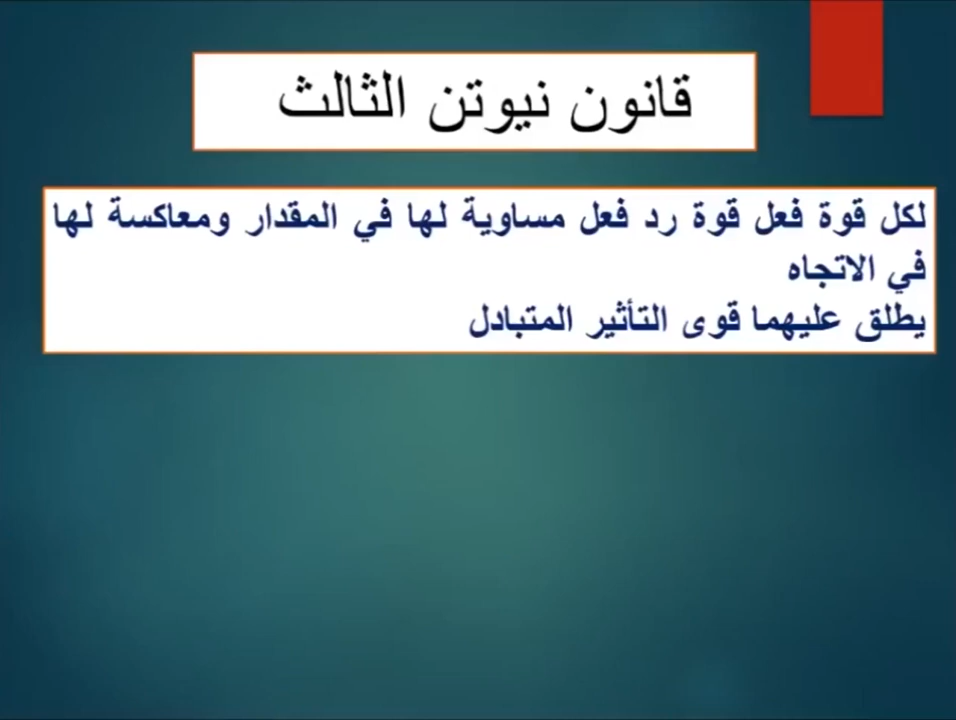 قانون نيوتن الثالث
لكل قوة فعل قوة رد فعل مساوية لها في المقدار ومعاكسة لها
في الاتجاه
يطلق عليهما قوى التأثير المتبادل